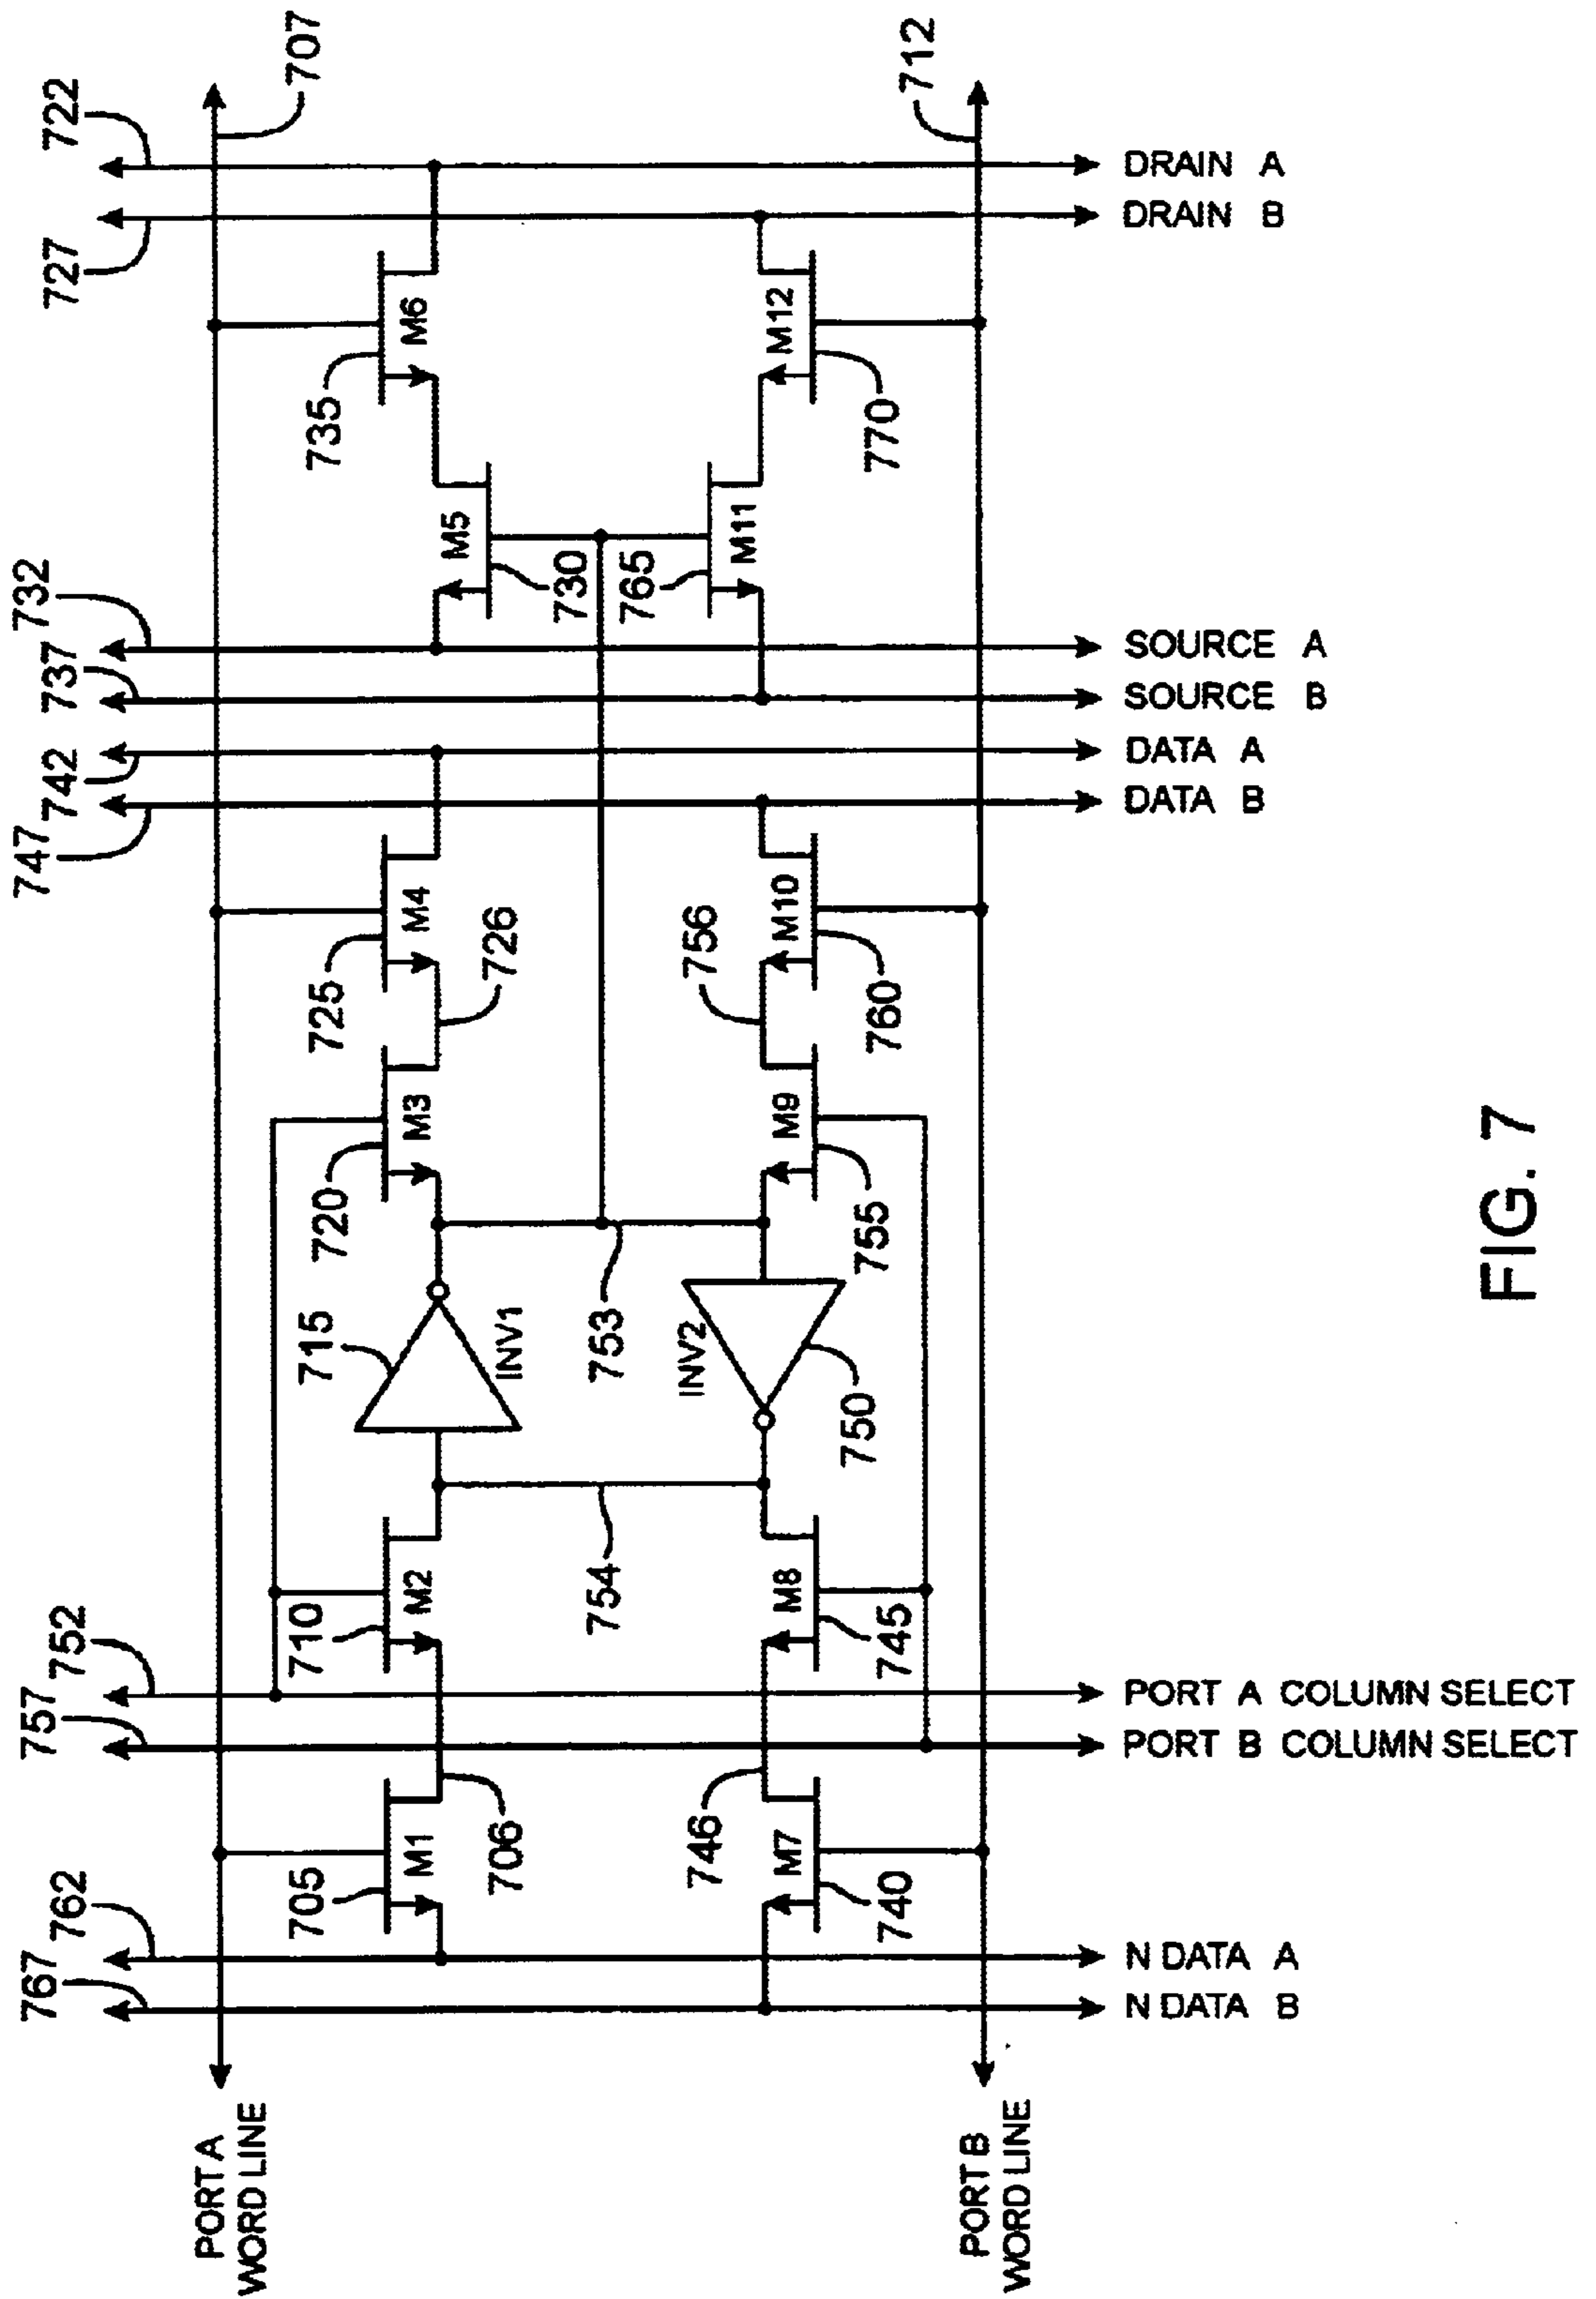 PORT A
WORD LINE
PORT B
WORD LINE
767
762
757
752
747
742
737
732
727
722
707
712
705
M1
706
710
M2
715
INV1
720
M3
726
725
M4
730
M5
735
M6
754
753
740
M7
746
745
M8
750
INV2
755
M9
756
760
M10
765
M11
770
M12
N DATA B
N DATA A
PORT B COLUMN SELECT
PORT A COLUMN SELECT
DATA B
DATA A
SOURCE B
SOURCE A
DRAIN B
DRAIN A
FIG. 7